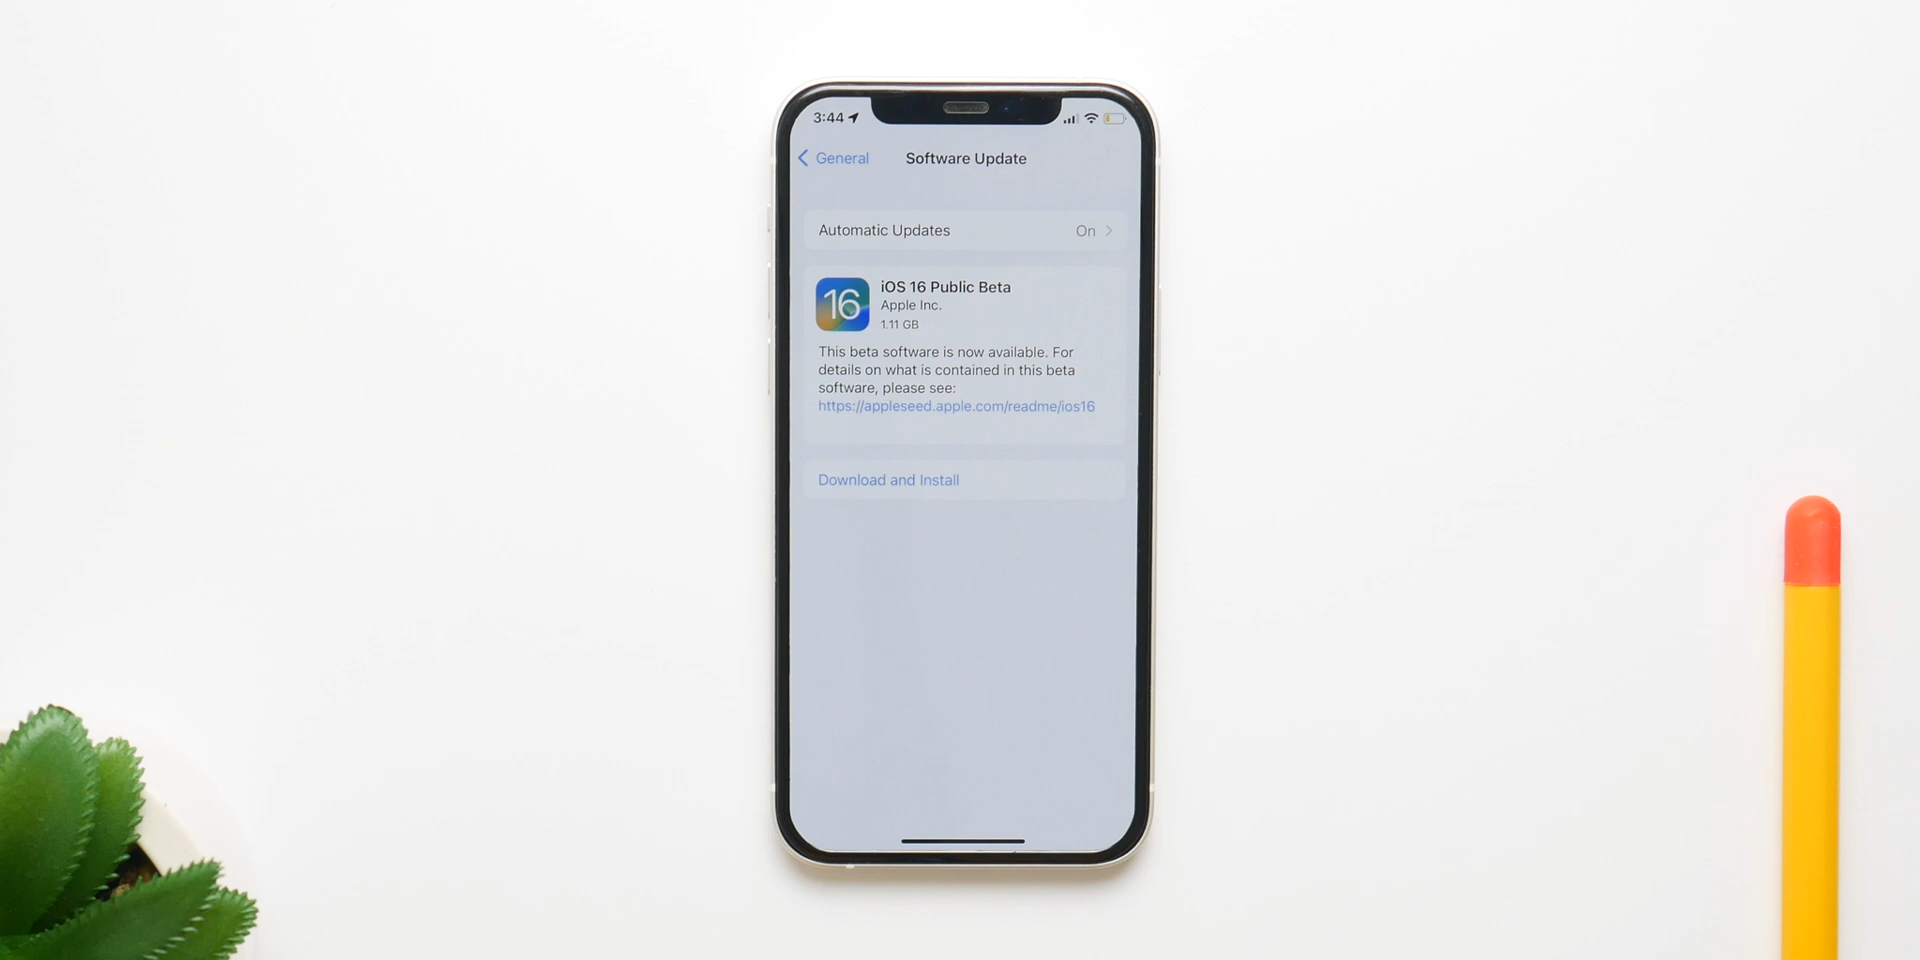 3:44
General
Software Update
Automatic Updates
On
16
iOS 16 Public Beta
Apple Inc.
1.11 GB
This beta software is now available. For
details on what is contained in this beta
software, please see:
https://appleseed.apple.com/readme/ios16
Download and Install